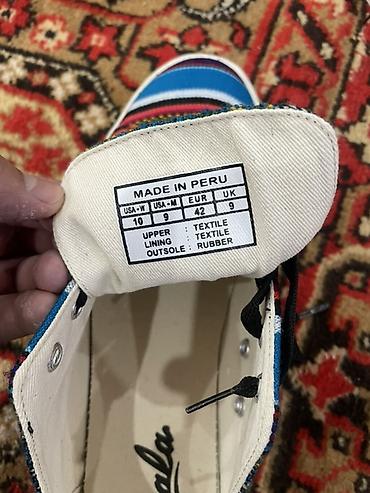 MADE IN PERU
USA - W USA - M EUR UK
10 9 42 9
UPPER : TEXTILE
LINING : TEXTILE
OUTSOLE : RUBBER